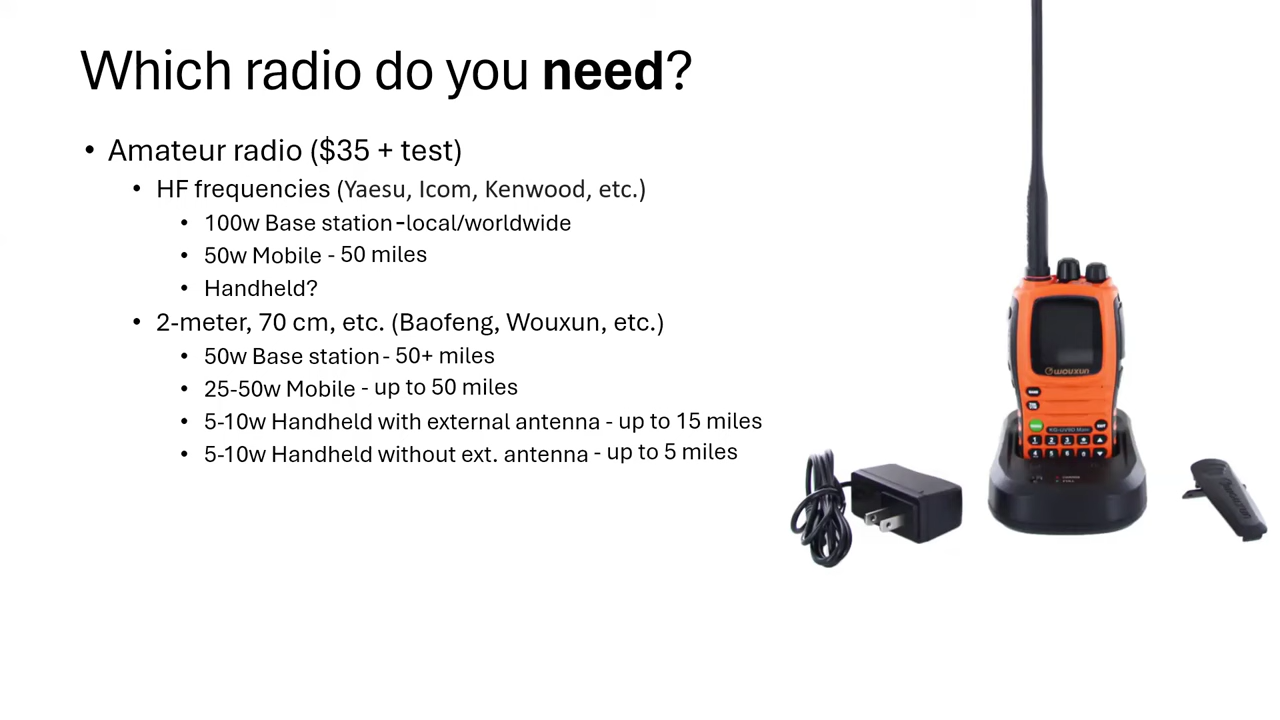 Which radio do you need?
• Amateur radio ($35 + test)
• HF frequencies (Yaesu, Icom, Kenwood, etc.)
• 100w Base station-local/worldwide
• 50w Mobile - 50 miles
• Handheld?
• 2-meter, 70 cm, etc. (Baofeng, Wouxun, etc.)
• 50w Base station- 50+ miles
• 25-50w Mobile - up to 50 miles
• 5-10w Handheld with external antenna - up to 15 miles
• 5-10w Handheld without ext. antenna - up to 5 miles
wouxun